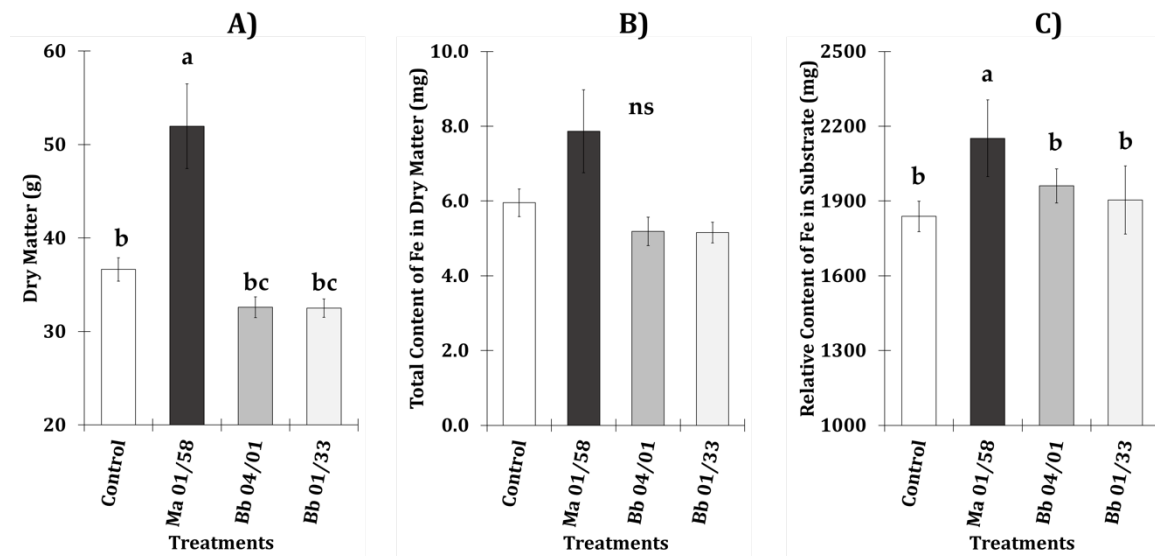 A)
Dry Matter (g)
60
50
40
30
20
b
a
bc
bc
Control
Ma 01/58
Bb 04/01
Bb 01/33
Treatments
B)
Total Content of Fe in Dry Matter (mg)
10.0
8.0
6.0
4.0
2.0
0.0
ns
Control
Ma 01/58
Bb 04/01
Bb 01/33
Treatments
C)
Relative Content of Fe in Substrate (mg)
2500
2200
1900
1600
1300
1000
b
a
b
b
Control
Ma 01/58
Bb 04/01
Bb 01/33
Treatments